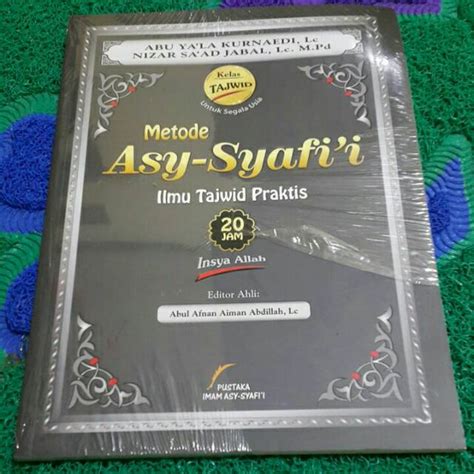 ABU YA'LA KURNAEDI, Lc
NIZAR SA'AD JABAL, Lc. M.Pd
Kelas
TAJWID
Untuk Segala Usia
Metode
Asy-Syafi'i
Ilmu Tajwid Praktis
20
JAM
Insya Allah
Editor Ahli:
Abul Afnan Aiman Abdillah, Lc
PUSTAKA
IMAM ASY-SYAFI'I